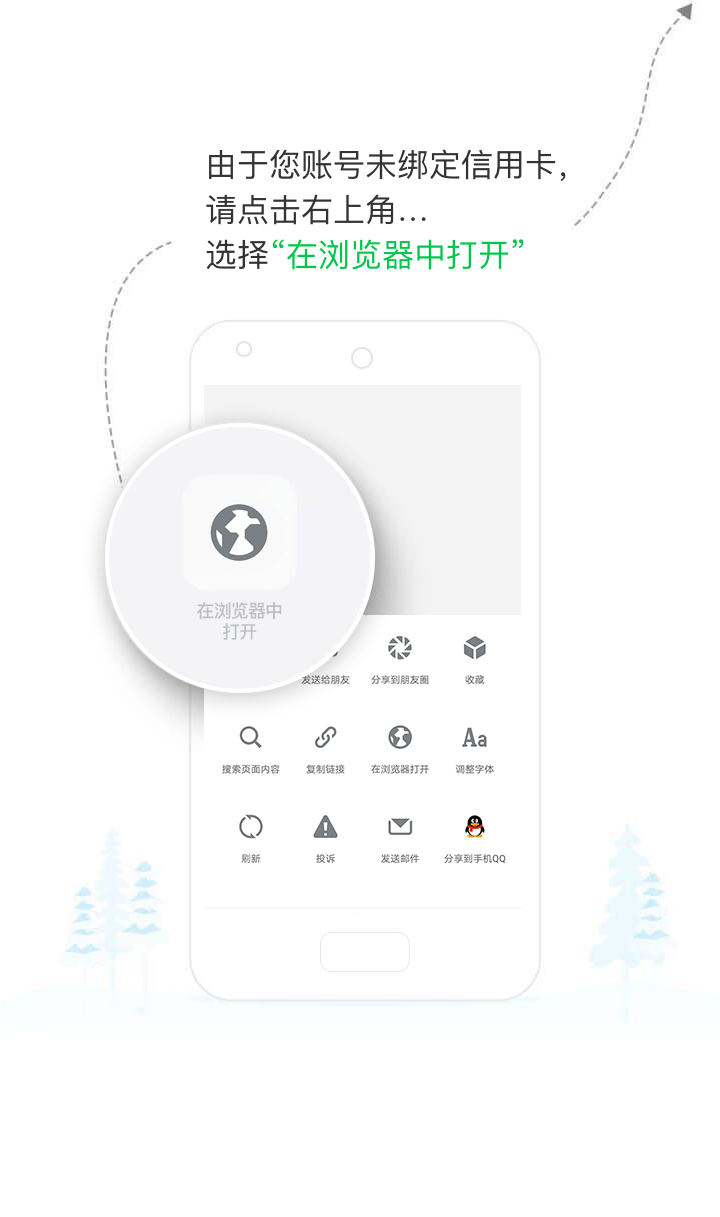 由于您账号未绑定信用卡，
请点击右上角…
选择“在浏览器中打开”
在浏览器中
打开
发送给朋友
分享到朋友圈
收藏
Aa
搜索页面内容
复制链接
在浏览器打开
调整字体
刷新
投诉
发送邮件
分享到手机QQ